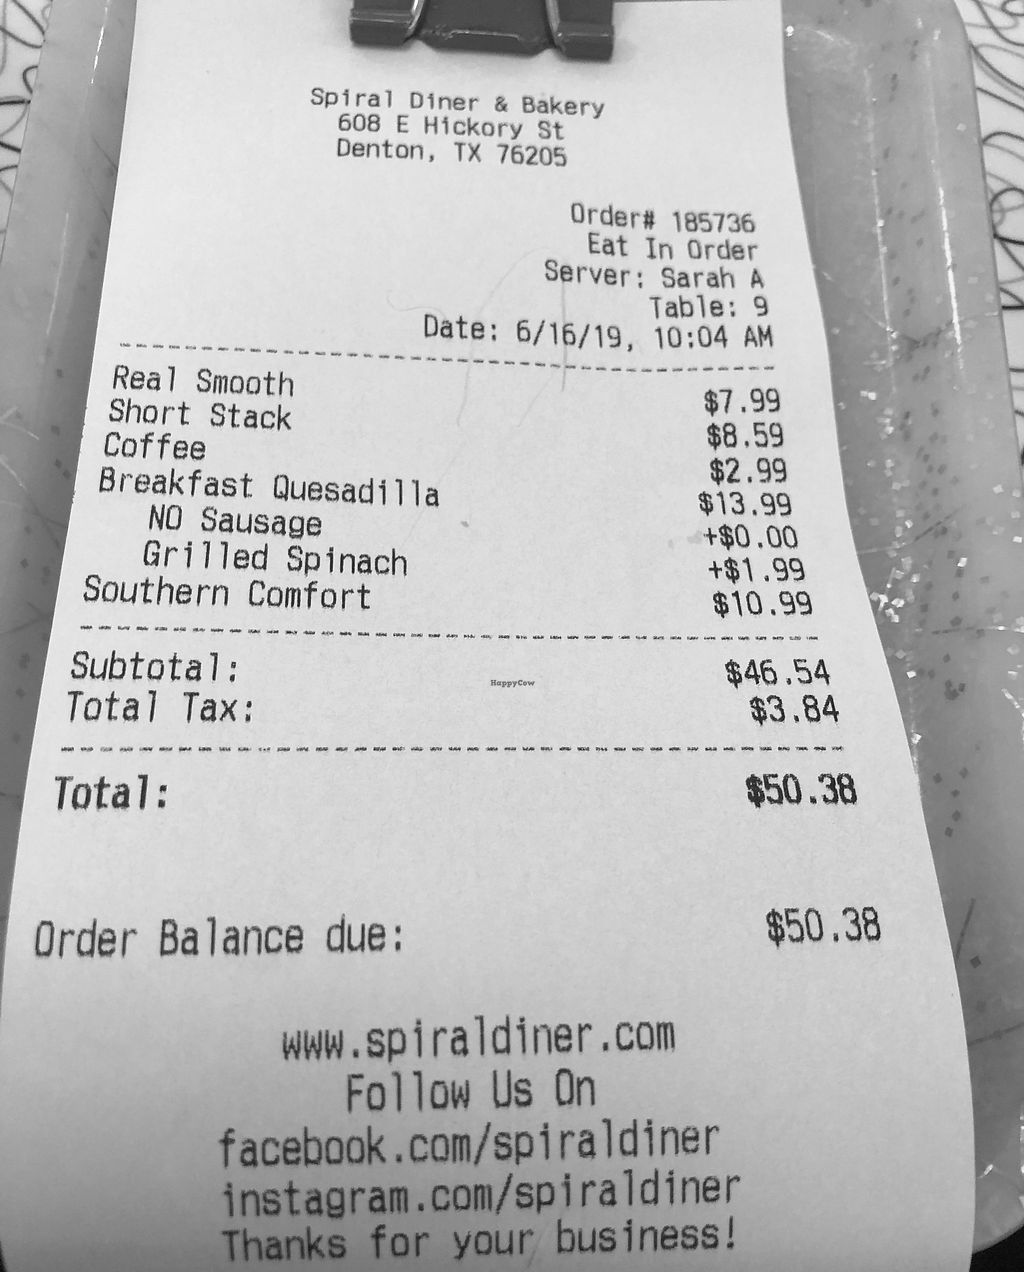 Spiral Diner & Bakery
608 E Hickory St
Denton, TX 76205
Order# 185736
Eat In Order
Server: Sarah A
Table: 9
Date: 6/16/19, 10:04 AM
Real Smooth $7.99
Short Stack $8.59
Coffee $2.99
Breakfast Quesadilla $13.99
NO Sausage +$0.00
Grilled Spinach +$1.99
Southern Comfort $10.99
Subtotal: $46.54
HappyCow
Total Tax: $3.84
Total: $50.38
Order Balance due: $50.38
www.spiraldiner.com
Follow Us On
facebook.com/spiraldiner
instagram.com/spiraldiner
Thanks for your business!